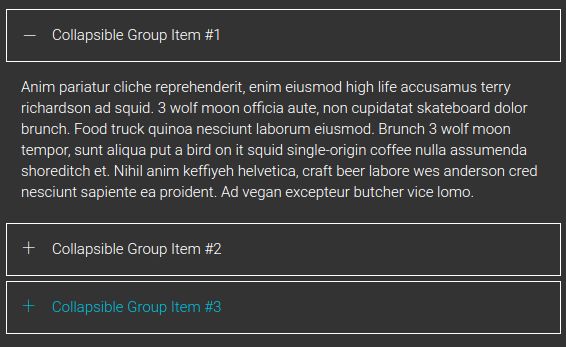 Collapsible Group Item #1
Anim pariatur cliche reprehenderit, enim eiusmod high life accusamus terry
richardson ad squid. 3 wolf moon officia aute, non cupidatat skateboard dolor
brunch. Food truck quinoa nesciunt laborum eiusmod. Brunch 3 wolf moon
tempor, sunt aliqua put a bird on it squid single-origin coffee nulla assumenda
shoreditch et. Nihil anim keffiyeh helvetica, craft beer labore wes anderson cred
nesciunt sapiente ea proident. Ad vegan excepteur butcher vice lomo.
Collapsible Group Item #2
Collapsible Group Item #3